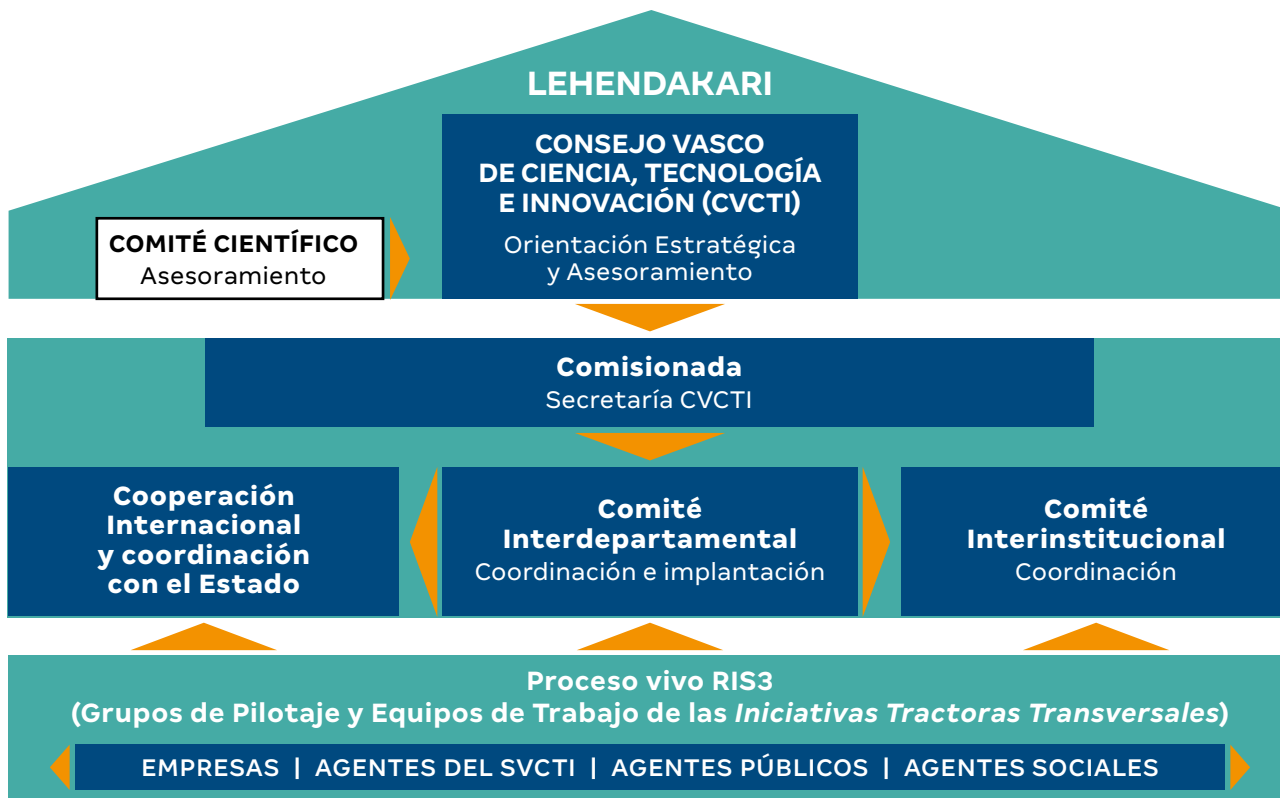 LEHENDAKARI
CONSEJO VASCO
DE CIENCIA, TECNOLOGÍA
E INNOVACIÓN (CVCTI)
Orientación Estratégica
y Asesoramiento
COMITÉ CIENTÍFICO
Asesoramiento
Comisionada
Secretaría CVCTI
Cooperación
Internacional
y coordinación
con el Estado
Comité
Interdepartamental
Coordinación e implantación
Comité
Interinstitucional
Coordinación
Proceso vivo RIS3
(Grupos de Pilotaje y Equipos de Trabajo de las Iniciativas Tractoras Transversales)
EMPRESAS | AGENTES DEL SVCTI | AGENTES PÚBLICOS | AGENTES SOCIALES